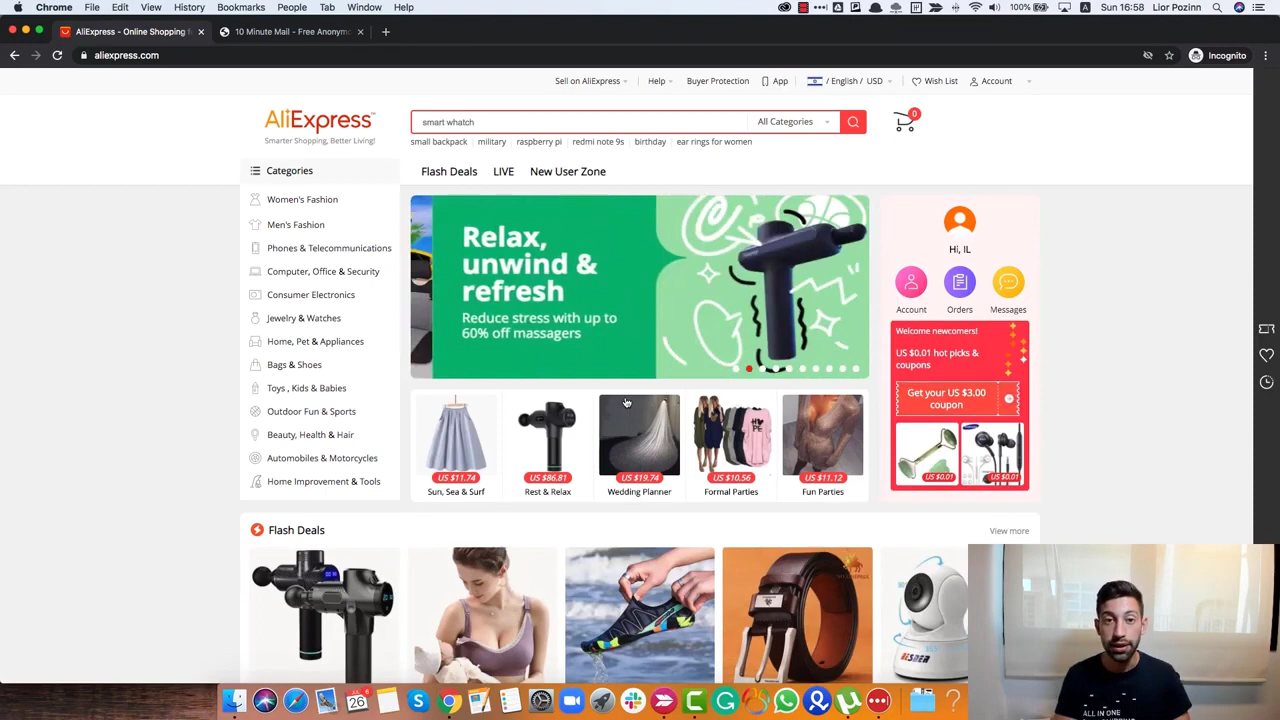 Chrome File Edit View History Bookmarks People Tab Window Help
100% Sun 16:58 Lior Pozinn
AliExpress - Online Shopping f
10 Minute Mail - Free Anonym
aliexpress.com
Incognito
Sell on AliExpress Help Buyer Protection App / English / USD Wish List Account
AliExpress
Smarter Shopping, Better Living!
smart whatch
All Categories
0
small backpack military raspberry pi redmi note 9s birthday ear rings for women
Categories
Flash Deals LIVE New User Zone
Women's Fashion
Men's Fashion
Phones & Telecommunications
Computer, Office & Security
Consumer Electronics
Jewelry & Watches
Home, Pet & Appliances
Bags & Shoes
Toys , Kids & Babies
Outdoor Fun & Sports
Beauty, Health & Hair
Automobiles & Motorcycles
Home Improvement & Tools
Relax,
unwind &
refresh
Reduce stress with up to
60% off massagers
Hi, IL
Account Orders Messages
Welcome newcomers!
US $0.01 hot picks &
coupons
Get your US $3.00
coupon
US $0.01 US $0.01
US $11.74 US $86.81 US $19.74 US $10.56 US $11.12
Sun, Sea & Surf Rest & Relax Wedding Planner Formal Parties Fun Parties
Flash Deals
View more
BESDER
26
ALL IN ONE